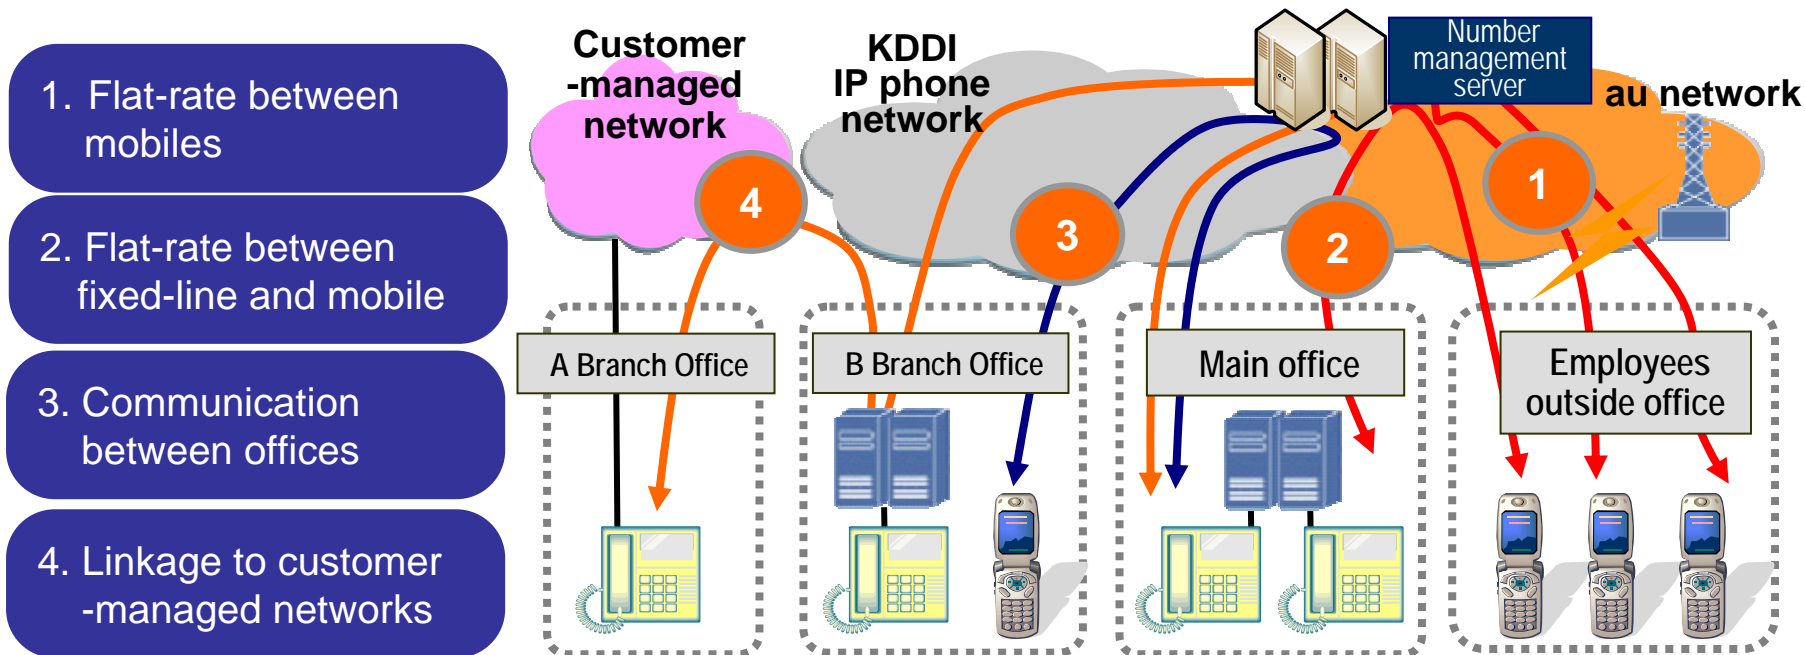 1. Flat-rate between
mobiles
2. Flat-rate between
fixed-line and mobile
3. Communication
between offices
4. Linkage to customer
-managed networks
Customer
-managed
network
KDDI
IP phone
network
Number
management
server
au network
4
3
2
1
A Branch Office
B Branch Office
Main office
Employees
outside office